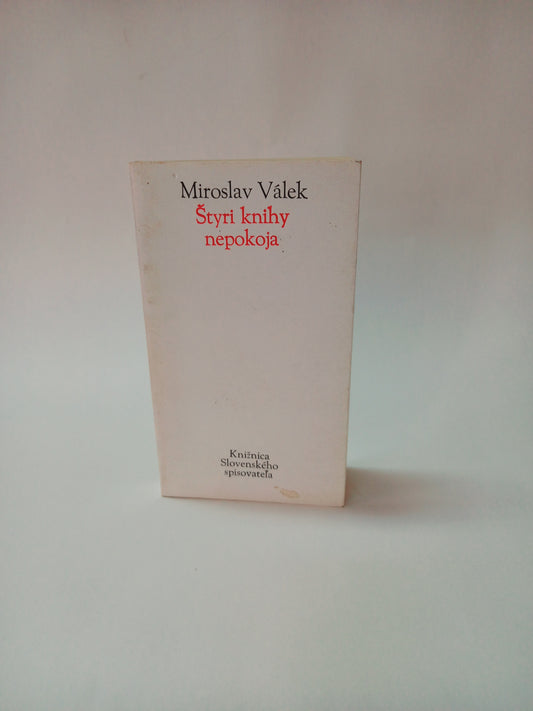 Miroslav Válek
Štyri knihy
nepokoja
Knižnica
Slovenského
spisovateľa